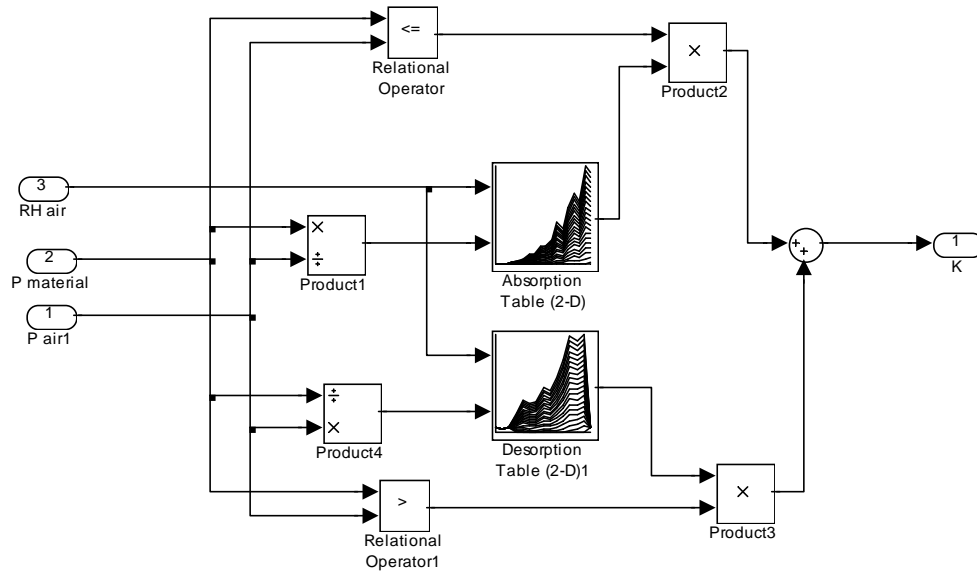 <=
Relational
Operator
×
Product2
3
RH air
2
P material
1
P air1
×
÷
Product1
Absorption
Table (2-D)
+
+
1
K
÷
×
Product4
Desorption
Table (2-D)1
>
Relational
Operator1
×
Product3